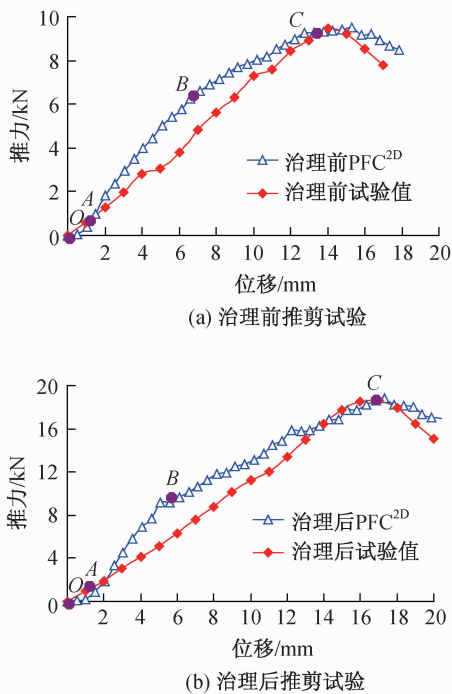 10
8
6
4
2
0
推力/kN
O
A
B
C
治理前PFC²ᴰ
治理前试验值
2 4 6 8 10 12 14 16 18 20
位移/mm
(a) 治理前推剪试验
20
16
12
8
4
0
推力/kN
O
A
B
C
治理后PFC²ᴰ
治理后试验值
2 4 6 8 10 12 14 16 18 20
位移/mm
(b) 治理后推剪试验